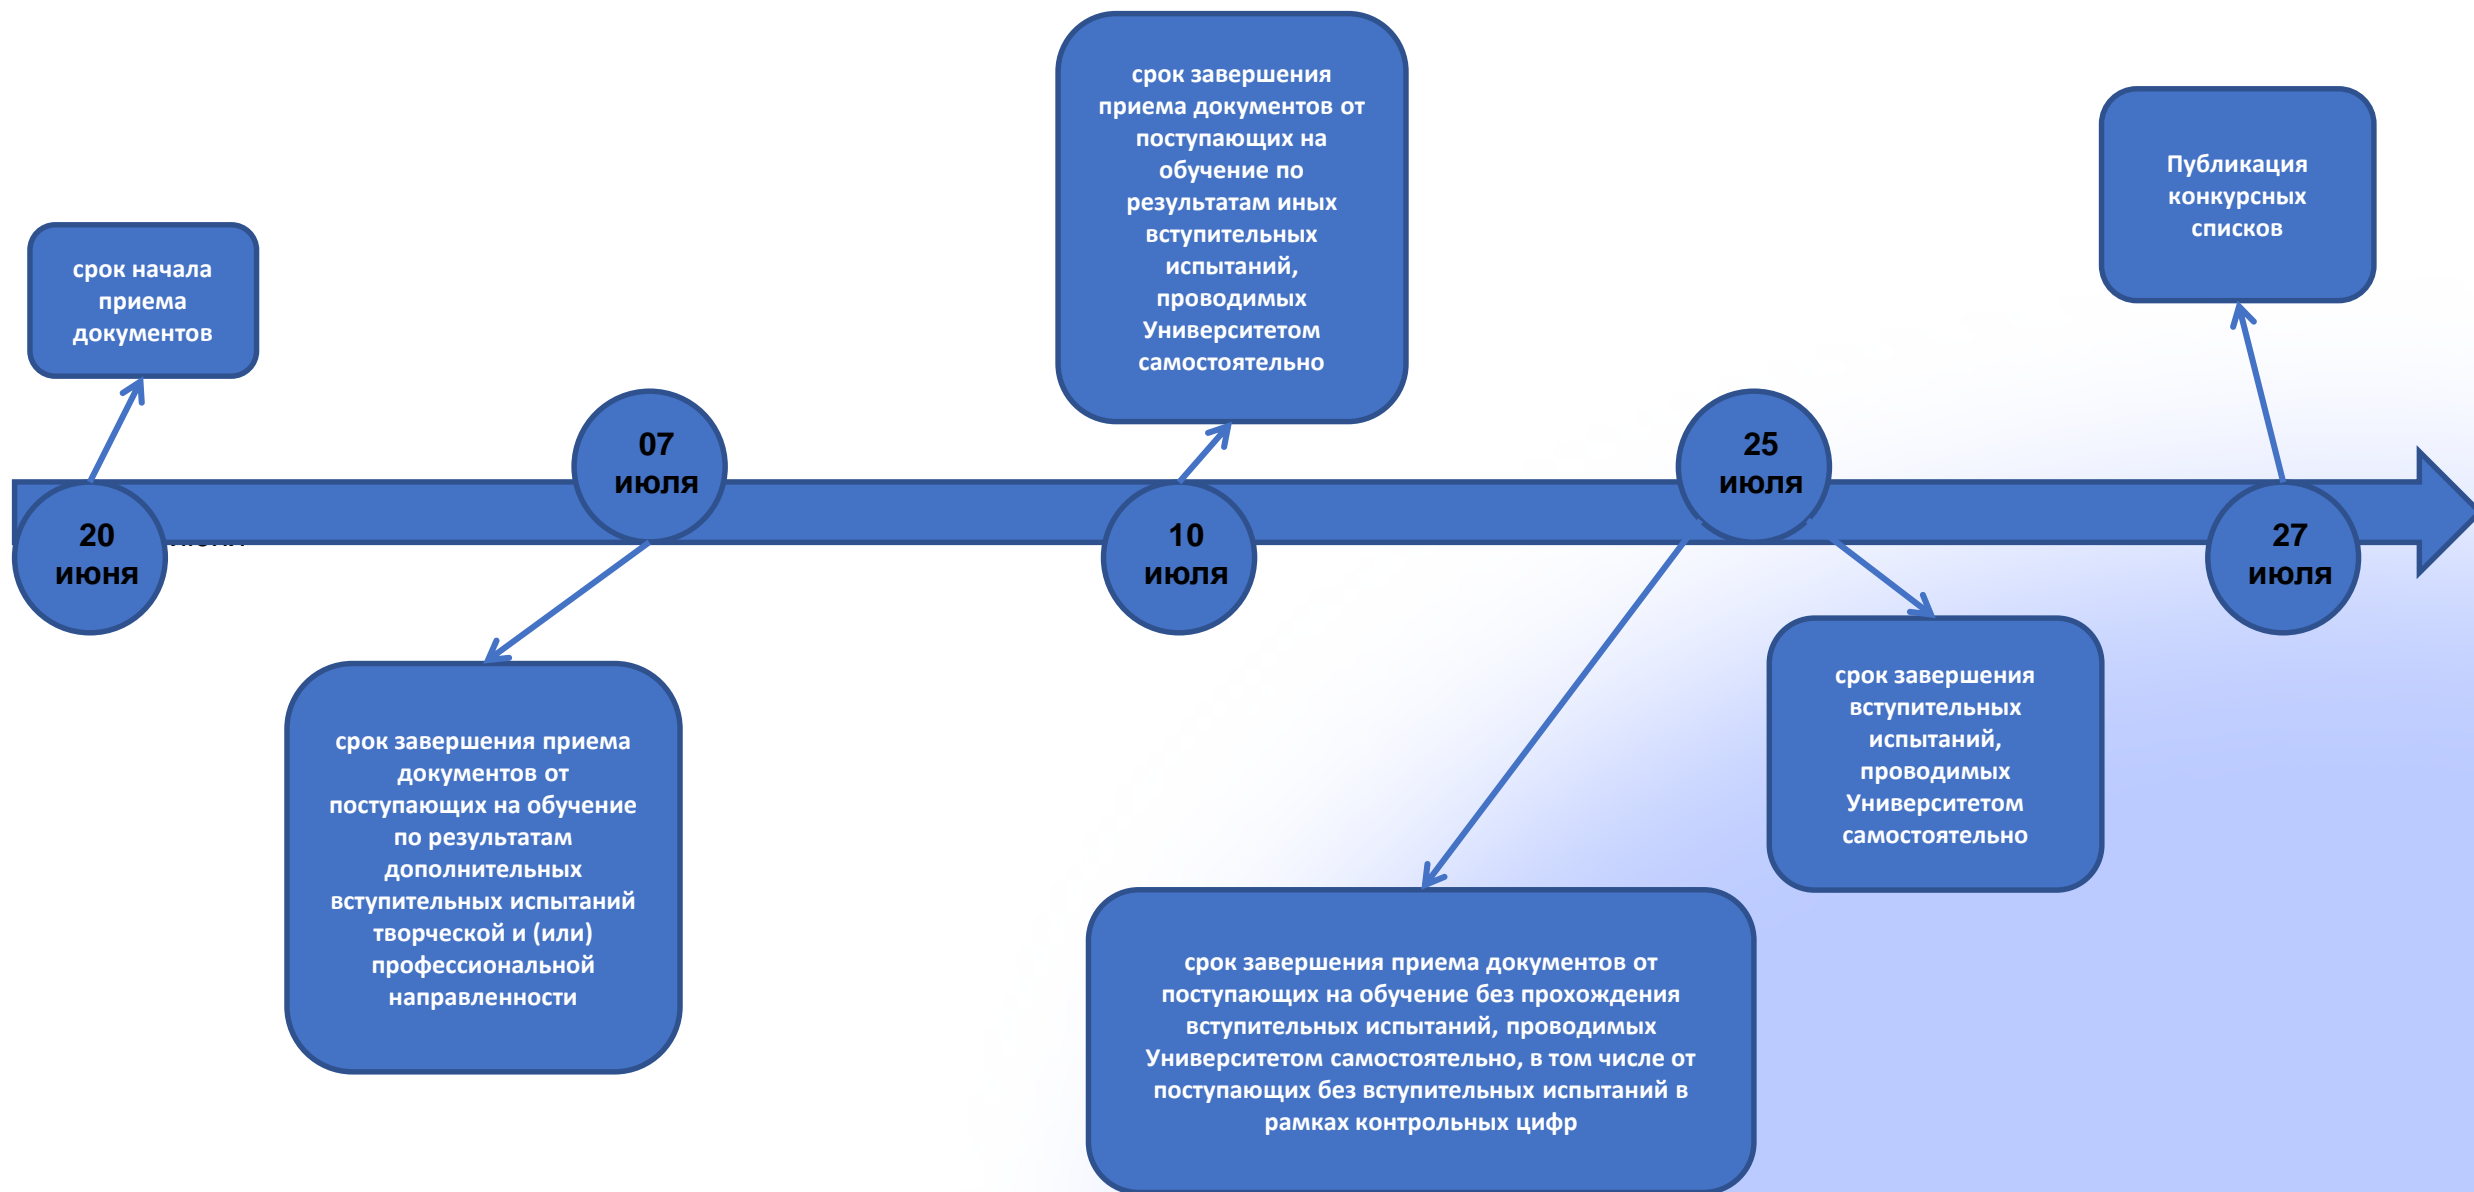 срок начала
приема
документов
20
июня
07
июля
срок завершения приема
документов от
поступающих на обучение
по результатам
дополнительных
вступительных испытаний
творческой и (или)
профессиональной
направленности
срок завершения
приема документов от
поступающих на
обучение по
результатам иных
вступительных
испытаний,
проводимых
Университетом
самостоятельно
10
июля
25
июля
срок завершения приема документов от
поступающих на обучение без прохождения
вступительных испытаний, проводимых
Университетом самостоятельно, в том числе от
поступающих без вступительных испытаний в
рамках контрольных цифр
срок завершения
вступительных
испытаний,
проводимых
Университетом
самостоятельно
Публикация
конкурсных
списков
27
июля